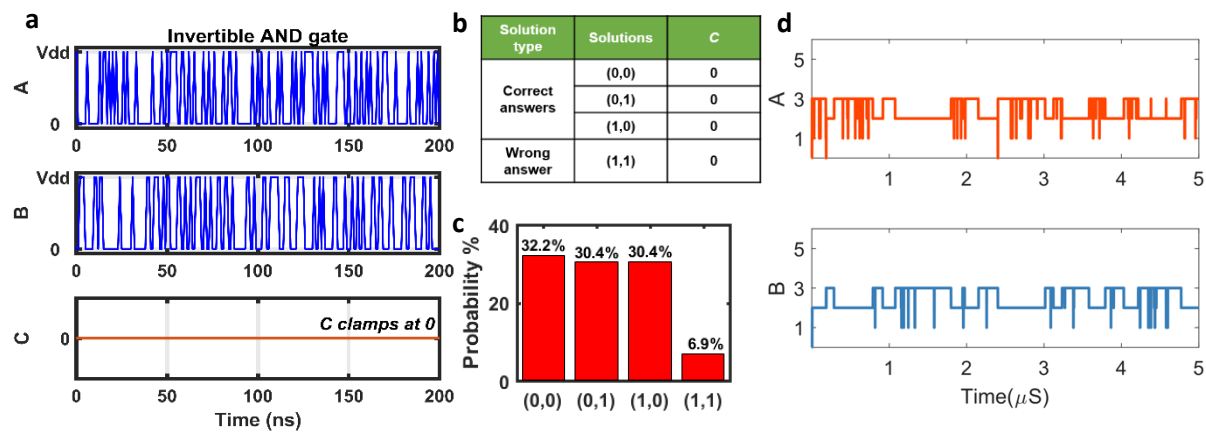 a
Invertible AND gate
Vdd
A
0
0 50 100 150 200
Vdd
B
0
0 50 100 150 200
C
0
C clamps at 0
0 50 100 150 200
Time (ns)
b
Solution type Solutions C
Correct answers
(0,0) 0
(0,1) 0
(1,0) 0
Wrong answer
(1,1) 0
c
Probability %
40
20
0
32.2% 30.4% 30.4% 6.9%
(0,0) (0,1) (1,0) (1,1)
d
A
5
3
1
1 2 3 4 5
B
5
3
1
1 2 3 4 5
Time(μS)